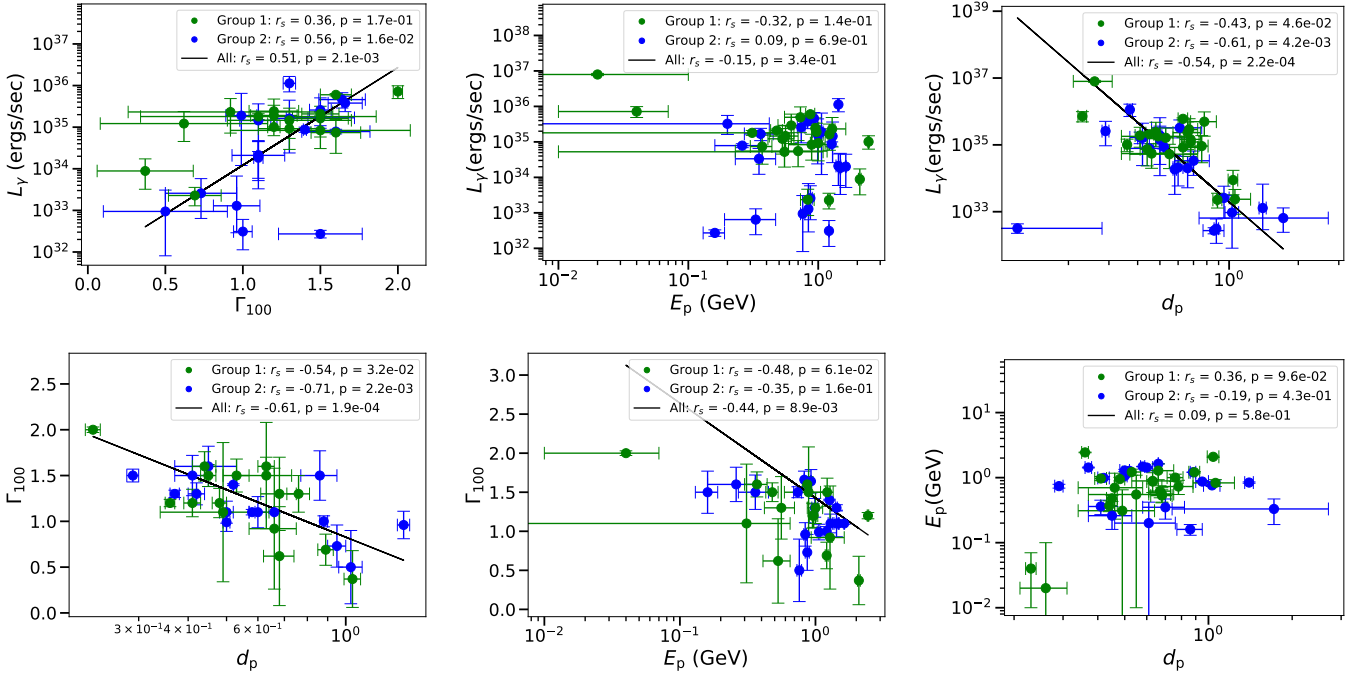 Group 1: r_s = 0.36, p = 1.7e-01
Group 2: r_s = 0.56, p = 1.6e-02
All: r_s = 0.51, p = 2.1e-03
10^37
10^36
10^35
10^34
10^33
10^32
L_γ (ergs/sec)
0.0 0.5 1.0 1.5 2.0
Γ_100
Group 1: r_s = -0.32, p = 1.4e-01
Group 2: r_s = 0.09, p = 6.9e-01
All: r_s = -0.15, p = 3.4e-01
10^38
10^37
10^36
10^35
10^34
10^33
10^32
L_γ(ergs/sec)
10^−2 10^−1 10^0
E_p (GeV)
Group 1: r_s = -0.43, p = 4.6e-02
Group 2: r_s = -0.61, p = 4.2e-03
All: r_s = -0.54, p = 2.2e-04
10^39
10^37
10^35
10^33
L_γ(ergs/sec)
10^0
d_p
Group 1: r_s = -0.54, p = 3.2e-02
Group 2: r_s = -0.71, p = 2.2e-03
All: r_s = -0.61, p = 1.9e-04
2.5
2.0
1.5
1.0
0.5
0.0
Γ_100
3 × 10^−1 4 × 10^−1 6 × 10^−1 10^0
d_p
Group 1: r_s = -0.48, p = 6.1e-02
Group 2: r_s = -0.35, p = 1.6e-01
All: r_s = -0.44, p = 8.9e-03
3.0
2.5
2.0
1.5
1.0
0.5
0.0
Γ_100
10^−2 10^−1 10^0
E_p (GeV)
Group 1: r_s = 0.36, p = 9.6e-02
Group 2: r_s = -0.19, p = 4.3e-01
All: r_s = 0.09, p = 5.8e-01
10^1
10^0
10^−1
10^−2
E_p(GeV)
10^0
d_p